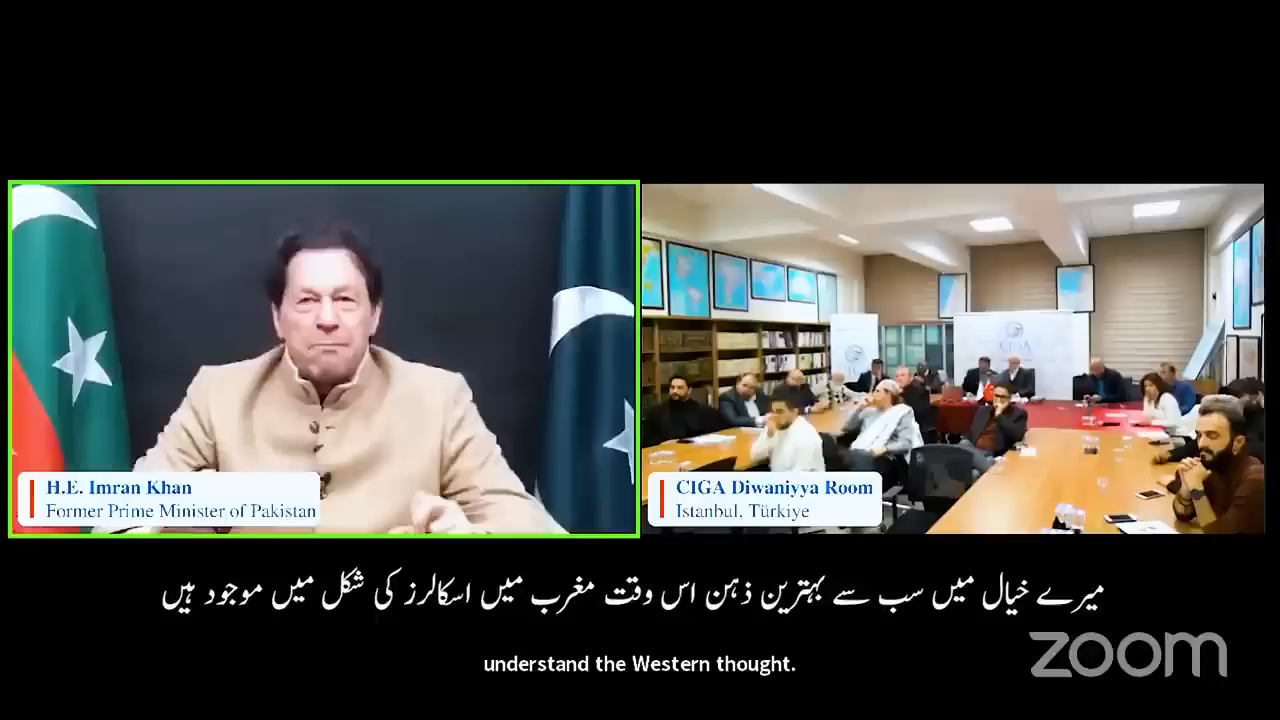 CIGA
H.E. Imran Khan
Former Prime Minister of Pakistan
CIGA Diwaniyya Room
Istanbul, Türkiye
میرے خیال میں سب سے بہترین ذہن اس وقت مغرب میں اسکالرز کی شکل میں موجود ہیں
understand the Western thought.
zoom